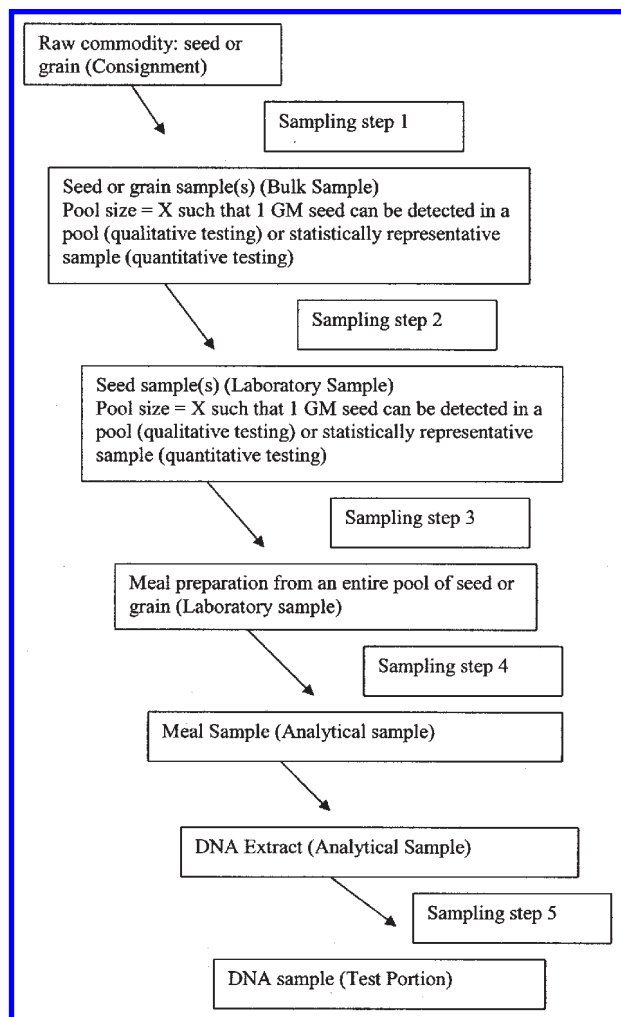 Raw commodity: seed or
grain (Consignment)
Sampling step 1
Seed or grain sample(s) (Bulk Sample)
Pool size = X such that 1 GM seed can be detected in a
pool (qualitative testing) or statistically representative
sample (quantitative testing)
Sampling step 2
Seed sample(s) (Laboratory Sample)
Pool size = X such that 1 GM seed can be detected in a
pool (qualitative testing) or statistically representative
sample (quantitative testing)
Sampling step 3
Meal preparation from an entire pool of seed or
grain (Laboratory sample)
Sampling step 4
Meal Sample (Analytical sample)
DNA Extract (Analytical Sample)
Sampling step 5
DNA sample (Test Portion)